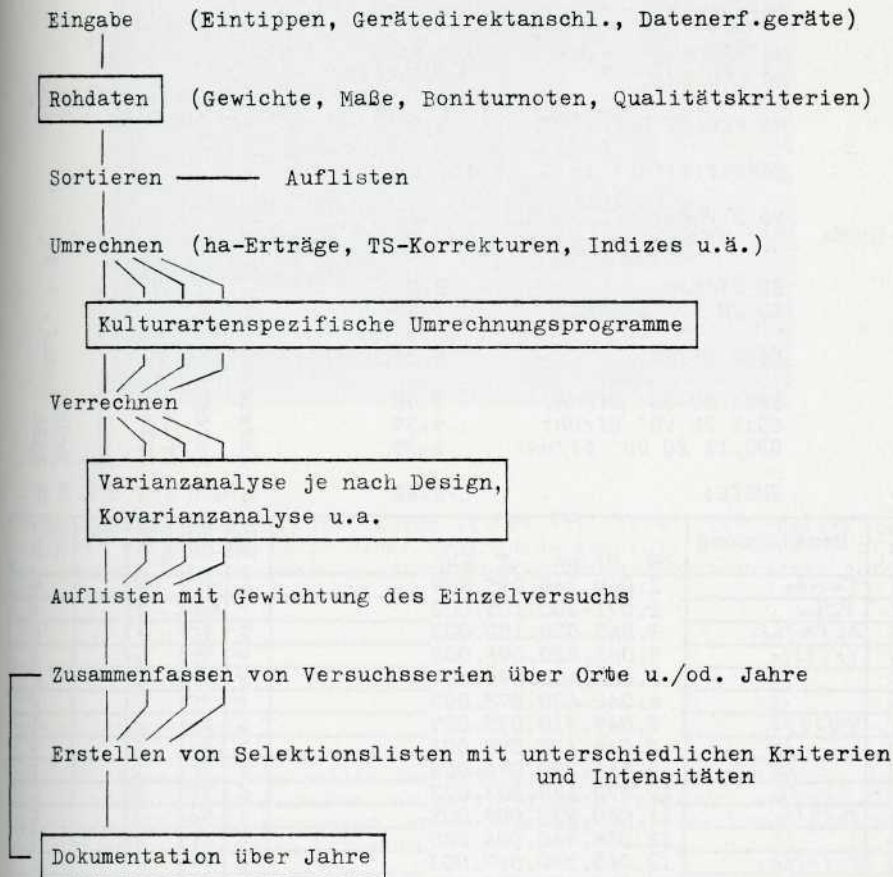 Eingabe (Eintippen, Gerätedirektanschl., Datenerf.geräte)
Rohdaten (Gewichte, Maße, Boniturnoten, Qualitätskriterien)
Sortieren Auflisten
Umrechnen (ha-Erträge, TS-Korrekturen, Indizes u.ä.)
Kulturartenspezifische Umrechnungsprogramme
Verrechnen
Varianzanalyse je nach Design,
Kovarianzanalyse u.a.
Auflisten mit Gewichtung des Einzelversuchs
Zusammenfassen von Versuchsserien über Orte u./od. Jahre
Erstellen von Selektionslisten mit unterschiedlichen Kriterien
und Intensitäten
Dokumentation über Jahre